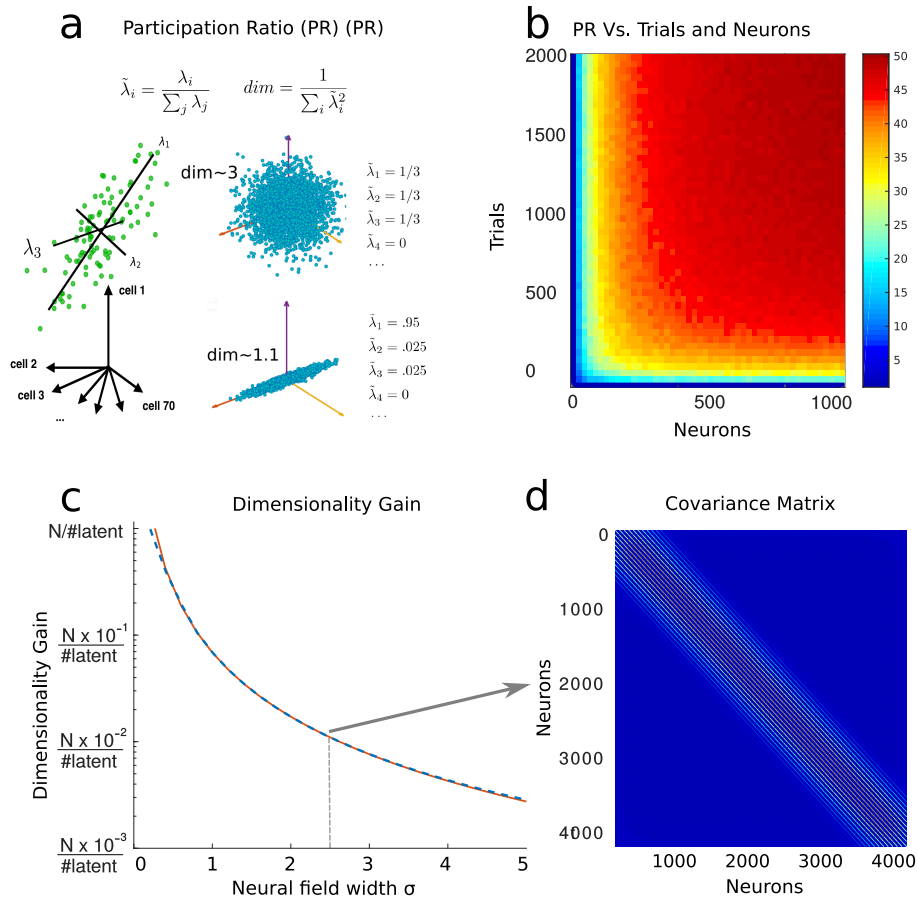 a
Participation Ratio (PR) (PR)
λ̃ᵢ = λᵢ / ∑ⱼ λⱼ
dim = 1 / ∑ᵢ λ̃ᵢ²
λ₁
λ₃
λ₂
cell 1
cell 2
cell 3
...
cell 70
dim~3
λ̃₁ = 1/3
λ̃₂ = 1/3
λ̃₃ = 1/3
λ̃₄ = 0
...
dim~1.1
λ̃₁ = .95
λ̃₂ = .025
λ̃₃ = .025
λ̃₄ = 0
...
b
PR Vs. Trials and Neurons
2000
1500
1000
500
0
Trials
0
500
1000
Neurons
50
45
40
35
30
25
20
15
10
5
c
Dimensionality Gain
N/#latent
N x 10⁻¹
#latent
N x 10⁻²
#latent
N x 10⁻³
#latent
Dimensionality Gain
0
1
2
3
4
5
Neural field width σ
d
Covariance Matrix
0
1000
2000
3000
4000
Neurons
1000
2000
3000
4000
Neurons